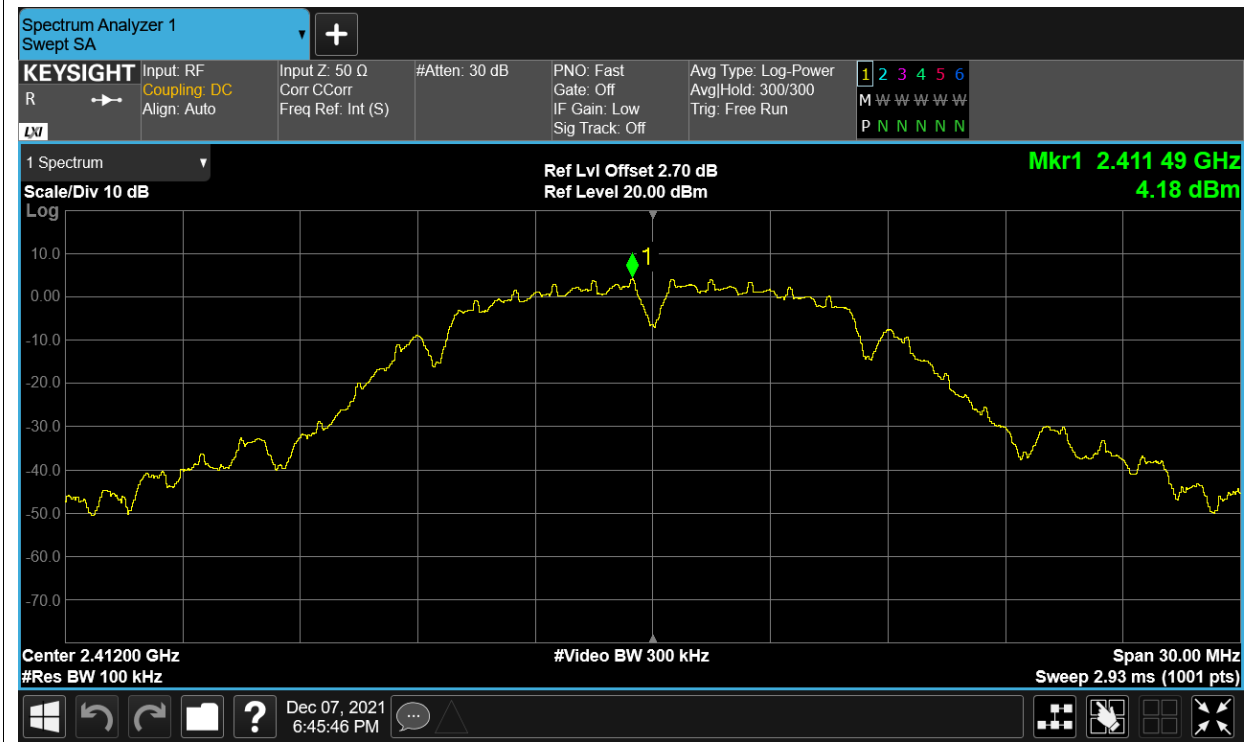 Spectrum Analyzer 1
Swept SA
+
KEYSIGHT
R
LXI
Input: RF
Coupling: DC
Align: Auto
Input Z: 50 Ω
Corr CCorr
Freq Ref: Int (S)
#Atten: 30 dB
PNO: Fast
Gate: Off
IF Gain: Low
Sig Track: Off
Avg Type: Log-Power
Avg|Hold: 300/300
Trig: Free Run
1 2 3 4 5 6
M W W W W W
P N N N N N
1 Spectrum
Scale/Div 10 dB
Log
Ref Lvl Offset 2.70 dB
Ref Level 20.00 dBm
Mkr1 2.411 49 GHz
4.18 dBm
1
10.0
0.00
-10.0
-20.0
-30.0
-40.0
-50.0
-60.0
-70.0
Center 2.41200 GHz
#Res BW 100 kHz
#Video BW 300 kHz
Span 30.00 MHz
Sweep 2.93 ms (1001 pts)
?
Dec 07, 2021
6:45:46 PM